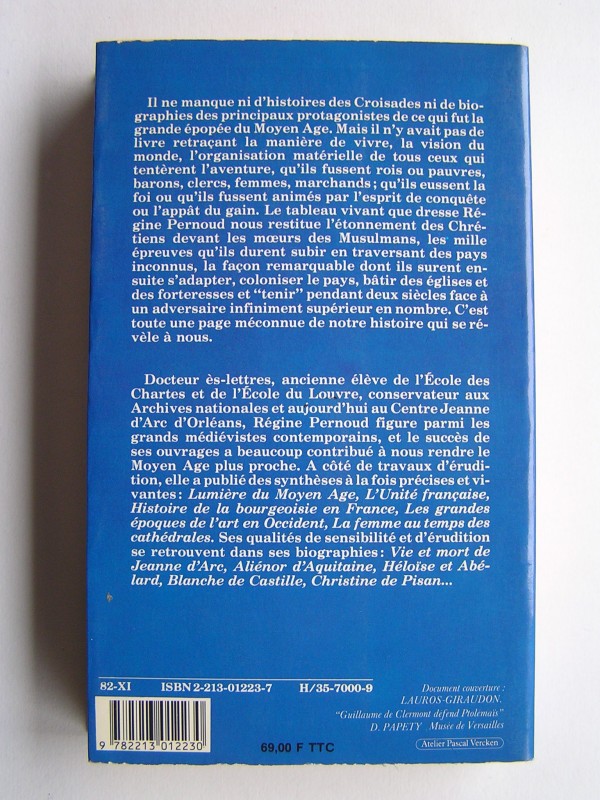 Il ne manque ni d'histoires des Croisades ni de bio-
graphies des principaux protagonistes de ce qui fut la
grande épopée du Moyen Age. Mais il n'y avait pas de
livre retraçant la manière de vivre, la vision du
monde, l'organisation matérielle de tous ceux qui
tentèrent l'aventure, qu'ils fussent rois ou pauvres,
barons, clercs, femmes, marchands ; qu'ils eussent la
foi ou qu'ils fussent animés par l'esprit de conquête
ou l'appât du gain. Le tableau vivant que dresse Ré-
gine Pernoud nous restitue l'étonnement des Chré-
tiens devant les mœurs des Musulmans, les mille
épreuves qu'ils durent subir en traversant des pays
inconnus, la façon remarquable dont ils surent en-
suite s'adapter, coloniser le pays, bâtir des églises et
des forteresses et "tenir" pendant deux siècles face à
un adversaire infiniment supérieur en nombre. C'est
toute une page méconnue de notre histoire qui se ré-
vèle à nous.
Docteur ès-lettres, ancienne élève de l'École des
Chartes et de l'École du Louvre, conservateur aux
Archives nationales et aujourd'hui au Centre Jeanne
d'Arc d'Orléans, Régine Pernoud figure parmi les
grands médiévistes contemporains, et le succès de
ses ouvrages a beaucoup contribué à nous rendre le
Moyen Age plus proche. A côté de travaux d'érudi-
tion, elle a publié des synthèses à la fois précises et vi-
vantes : Lumière du Moyen Age, L'Unité française,
Histoire de la bourgeoisie en France, Les grandes
époques de l'art en Occident, La femme au temps des
cathédrales. Ses qualités de sensibilité et d'érudition
se retrouvent dans ses biographies : Vie et mort de
Jeanne d'Arc, Aliénor d'Aquitaine, Héloïse et Abé-
lard, Blanche de Castille, Christine de Pisan...
82-XI ISBN 2-213-01223-7 H/35-7000-9
9 782213 012230
69,00 F TTC
Document couverture :
LAUROS-GIRAUDON.
"Guillaume de Clermont défend Ptolémaïs"
D. PAPETY Musée de Versailles
Atelier Pascal Vercken